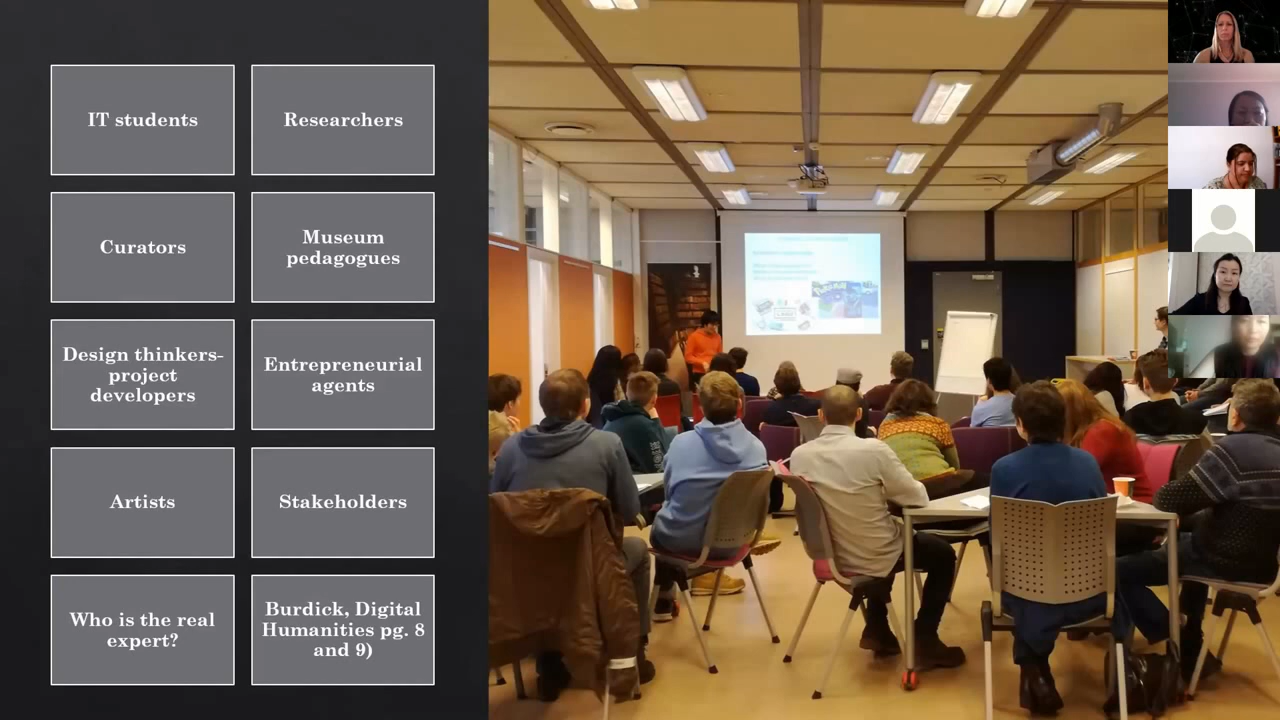 IT students
Researchers
Curators
Museum
pedagogues
Design thinkers-
project
developers
Entrepreneurial
agents
Artists
Stakeholders
Who is the real
expert?
Burdick, Digital
Humanities pg. 8
and 9)